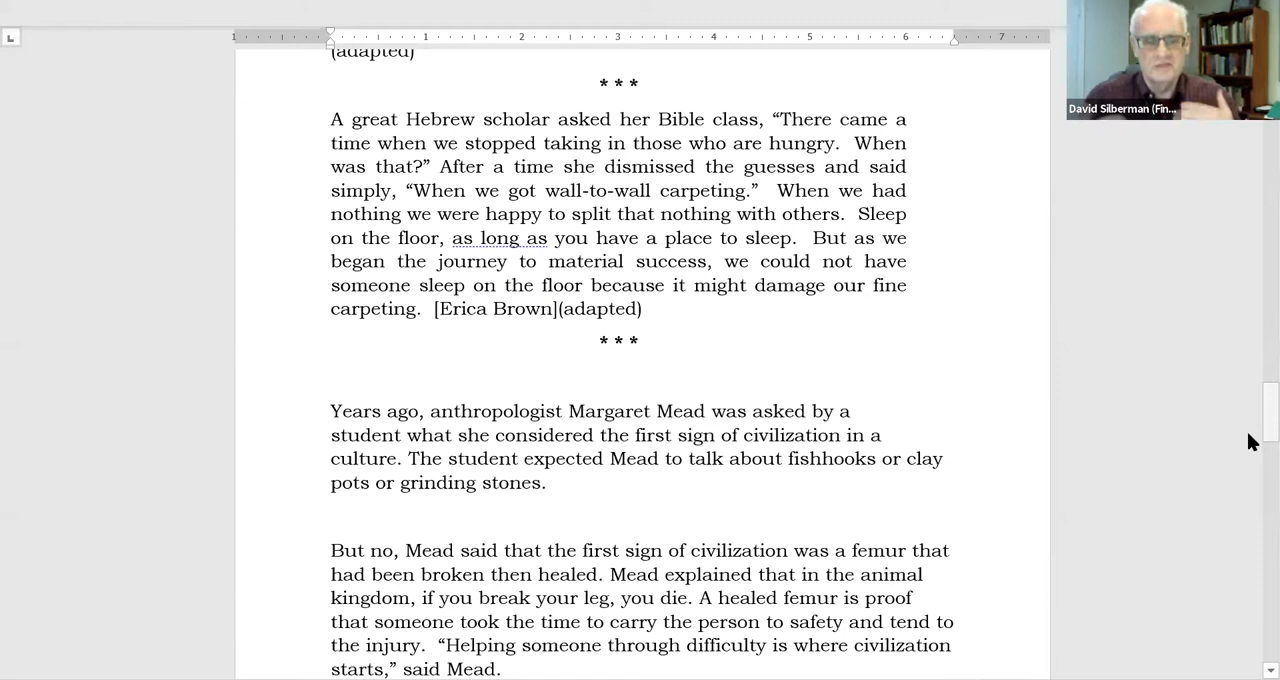 1 1 2 3 4 5 6 7
David Silberman (Fin...
(adapted)
* * *
A great Hebrew scholar asked her Bible class, “There came a
time when we stopped taking in those who are hungry.  When
was that?” After a time she dismissed the guesses and said
simply, “When we got wall-to-wall carpeting.”  When we had
nothing we were happy to split that nothing with others.  Sleep
on the floor, as long as you have a place to sleep.  But as we
began the journey to material success, we could not have
someone sleep on the floor because it might damage our fine
carpeting.  [Erica Brown](adapted)
* * *
Years ago, anthropologist Margaret Mead was asked by a
student what she considered the first sign of civilization in a
culture. The student expected Mead to talk about fishhooks or clay
pots or grinding stones.
But no, Mead said that the first sign of civilization was a femur that
had been broken then healed. Mead explained that in the animal
kingdom, if you break your leg, you die. A healed femur is proof
that someone took the time to carry the person to safety and tend to
the injury.  “Helping someone through difficulty is where civilization
starts,” said Mead.